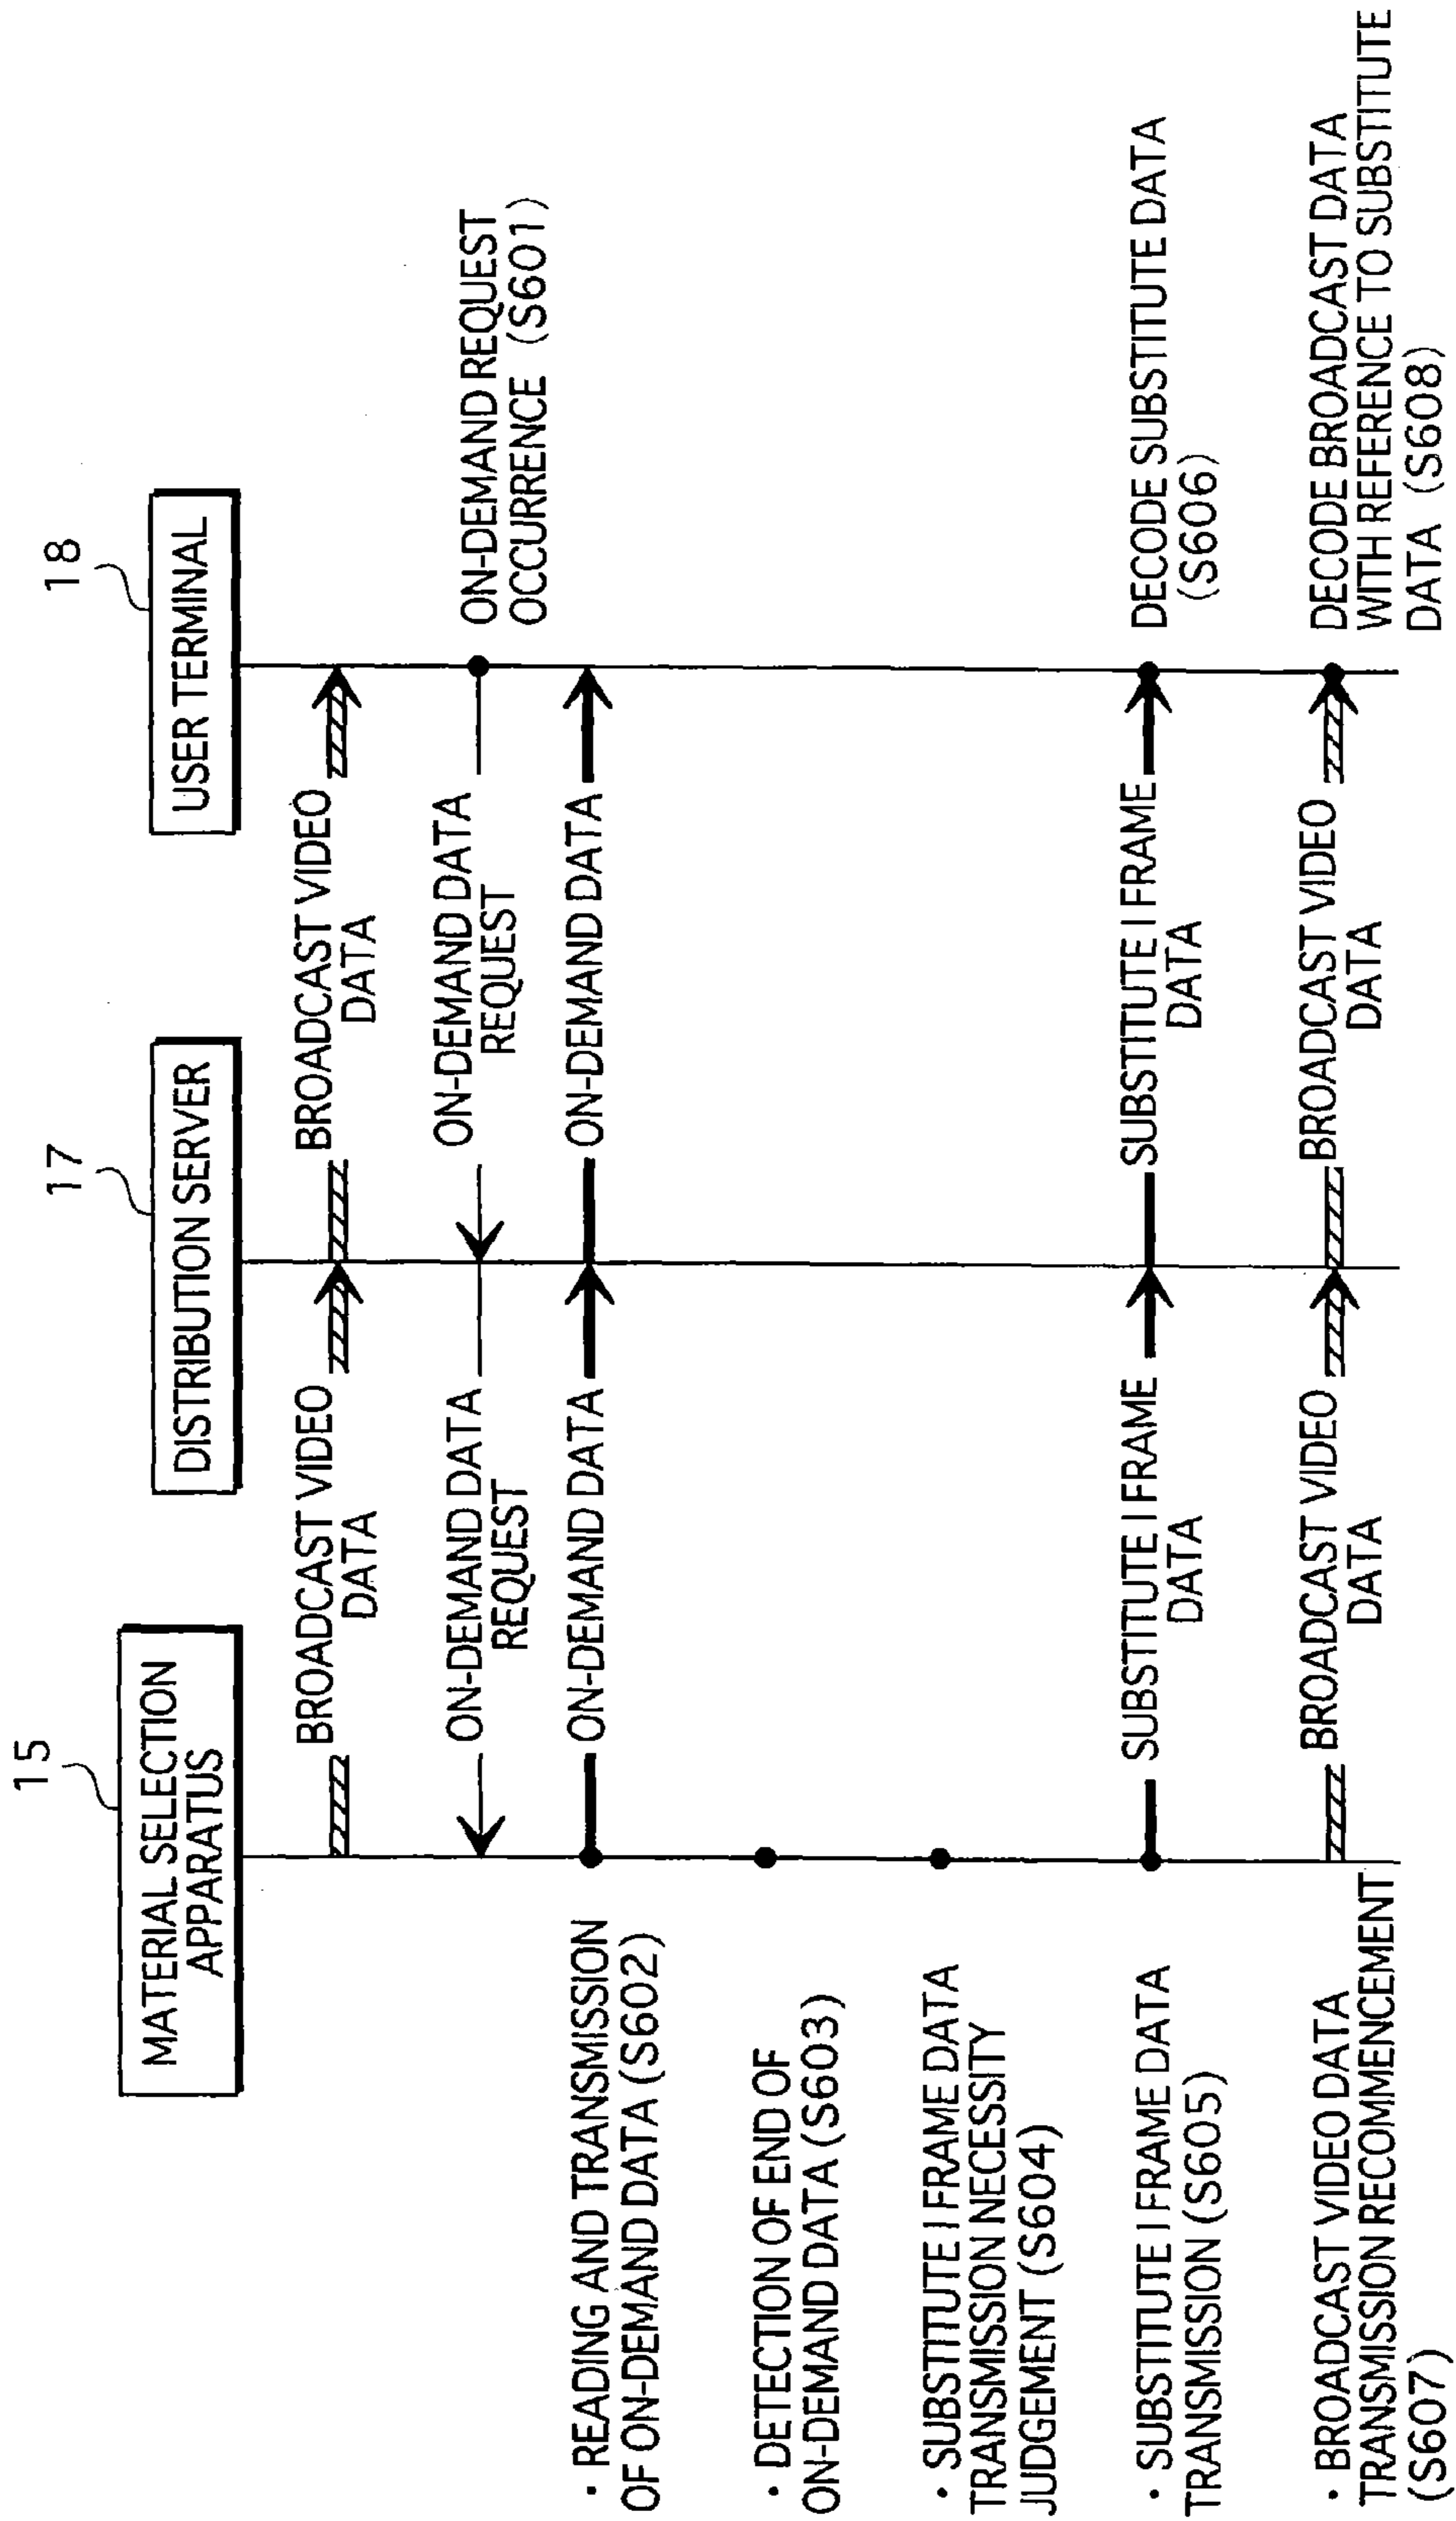 15
MATERIAL SELECTION
APPARATUS
17
DISTRIBUTION SERVER
18
USER TERMINAL
BROADCAST VIDEO
DATA
BROADCAST VIDEO
DATA
ON-DEMAND DATA
REQUEST
ON-DEMAND DATA
REQUEST
ON-DEMAND REQUEST
OCCURRENCE (S601)
· READING AND TRANSMISSION
OF ON-DEMAND DATA (S602)
ON-DEMAND DATA
ON-DEMAND DATA
· DETECTION OF END OF
ON-DEMAND DATA (S603)
· SUBSTITUTE I FRAME DATA
TRANSMISSION NECESSITY
JUDGEMENT (S604)
· SUBSTITUTE I FRAME DATA
TRANSMISSION (S605)
SUBSTITUTE I FRAME
DATA
SUBSTITUTE I FRAME
DATA
DECODE SUBSTITUTE DATA
(S606)
· BROADCAST VIDEO DATA
TRANSMISSION RECOMMENCEMENT
(S607)
BROADCAST VIDEO
DATA
BROADCAST VIDEO
DATA
DECODE BROADCAST DATA
WITH REFERENCE TO SUBSTITUTE
DATA (S608)